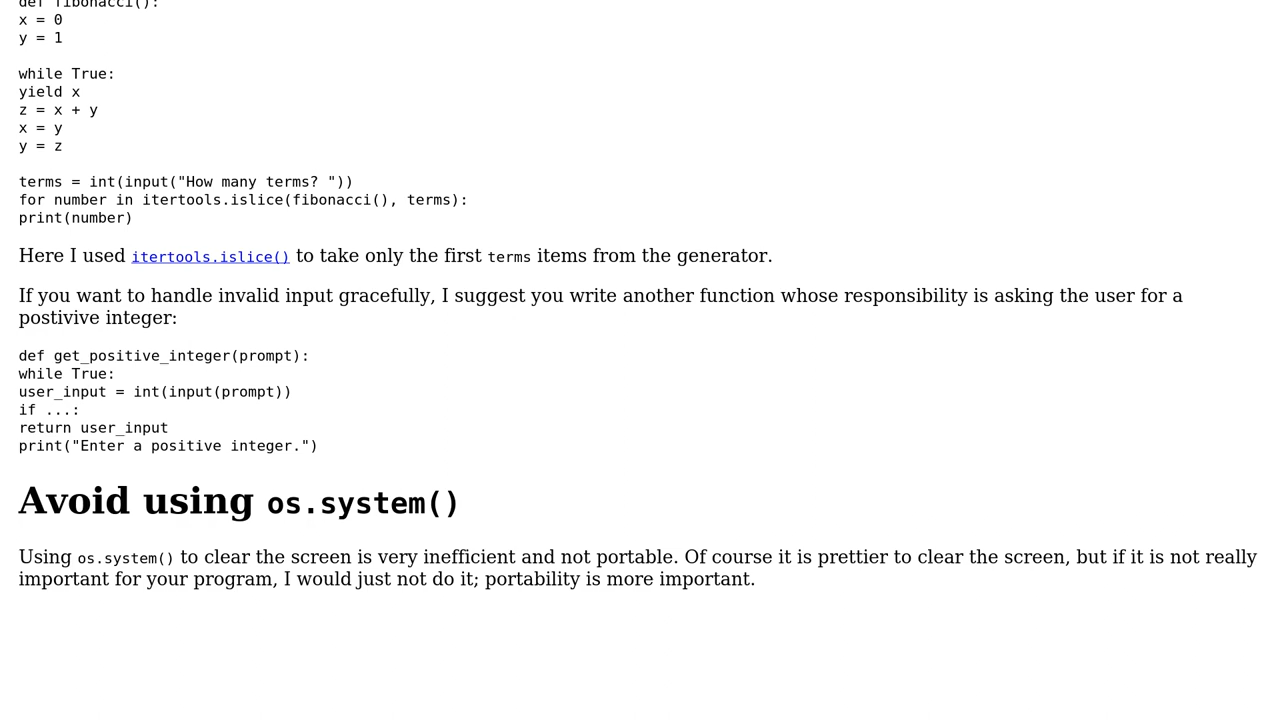 def fibonacci():
x = 0
y = 1
while True:
yield x
z = x + y
x = y
y = z
terms = int(input("How many terms? "))
for number in itertools.islice(fibonacci(), terms):
print(number)
Here I used itertools.islice() to take only the first terms items from the generator.
If you want to handle invalid input gracefully, I suggest you write another function whose responsibility is asking the user for a
postivive integer:
def get_positive_integer(prompt):
while True:
user_input = int(input(prompt))
if ...:
return user_input
print("Enter a positive integer.")
Avoid using os.system()
Using os.system() to clear the screen is very inefficient and not portable. Of course it is prettier to clear the screen, but if it is not really
important for your program, I would just not do it; portability is more important.